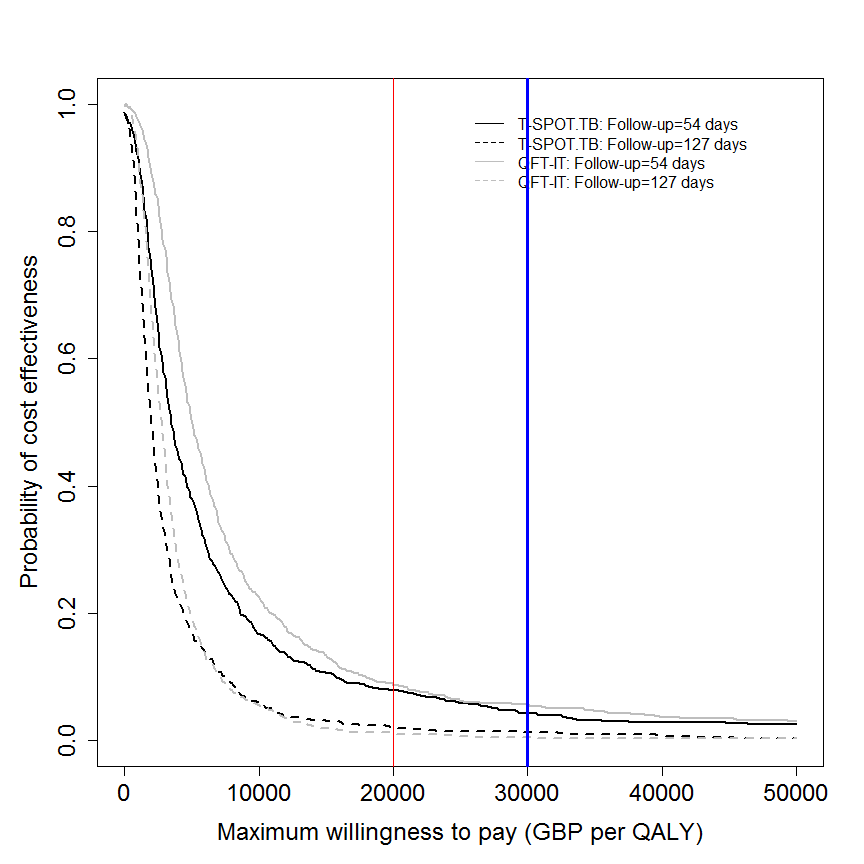 T-SPOT.TB: Follow-up=54 days
T-SPOT.TB: Follow-up=127 days
QFT-IT: Follow-up=54 days
QFT-IT: Follow-up=127 days
Probability of cost effectiveness
1.0
0.8
0.6
0.4
0.2
0.0
0
10000
20000
30000
40000
50000
Maximum willingness to pay (GBP per QALY)